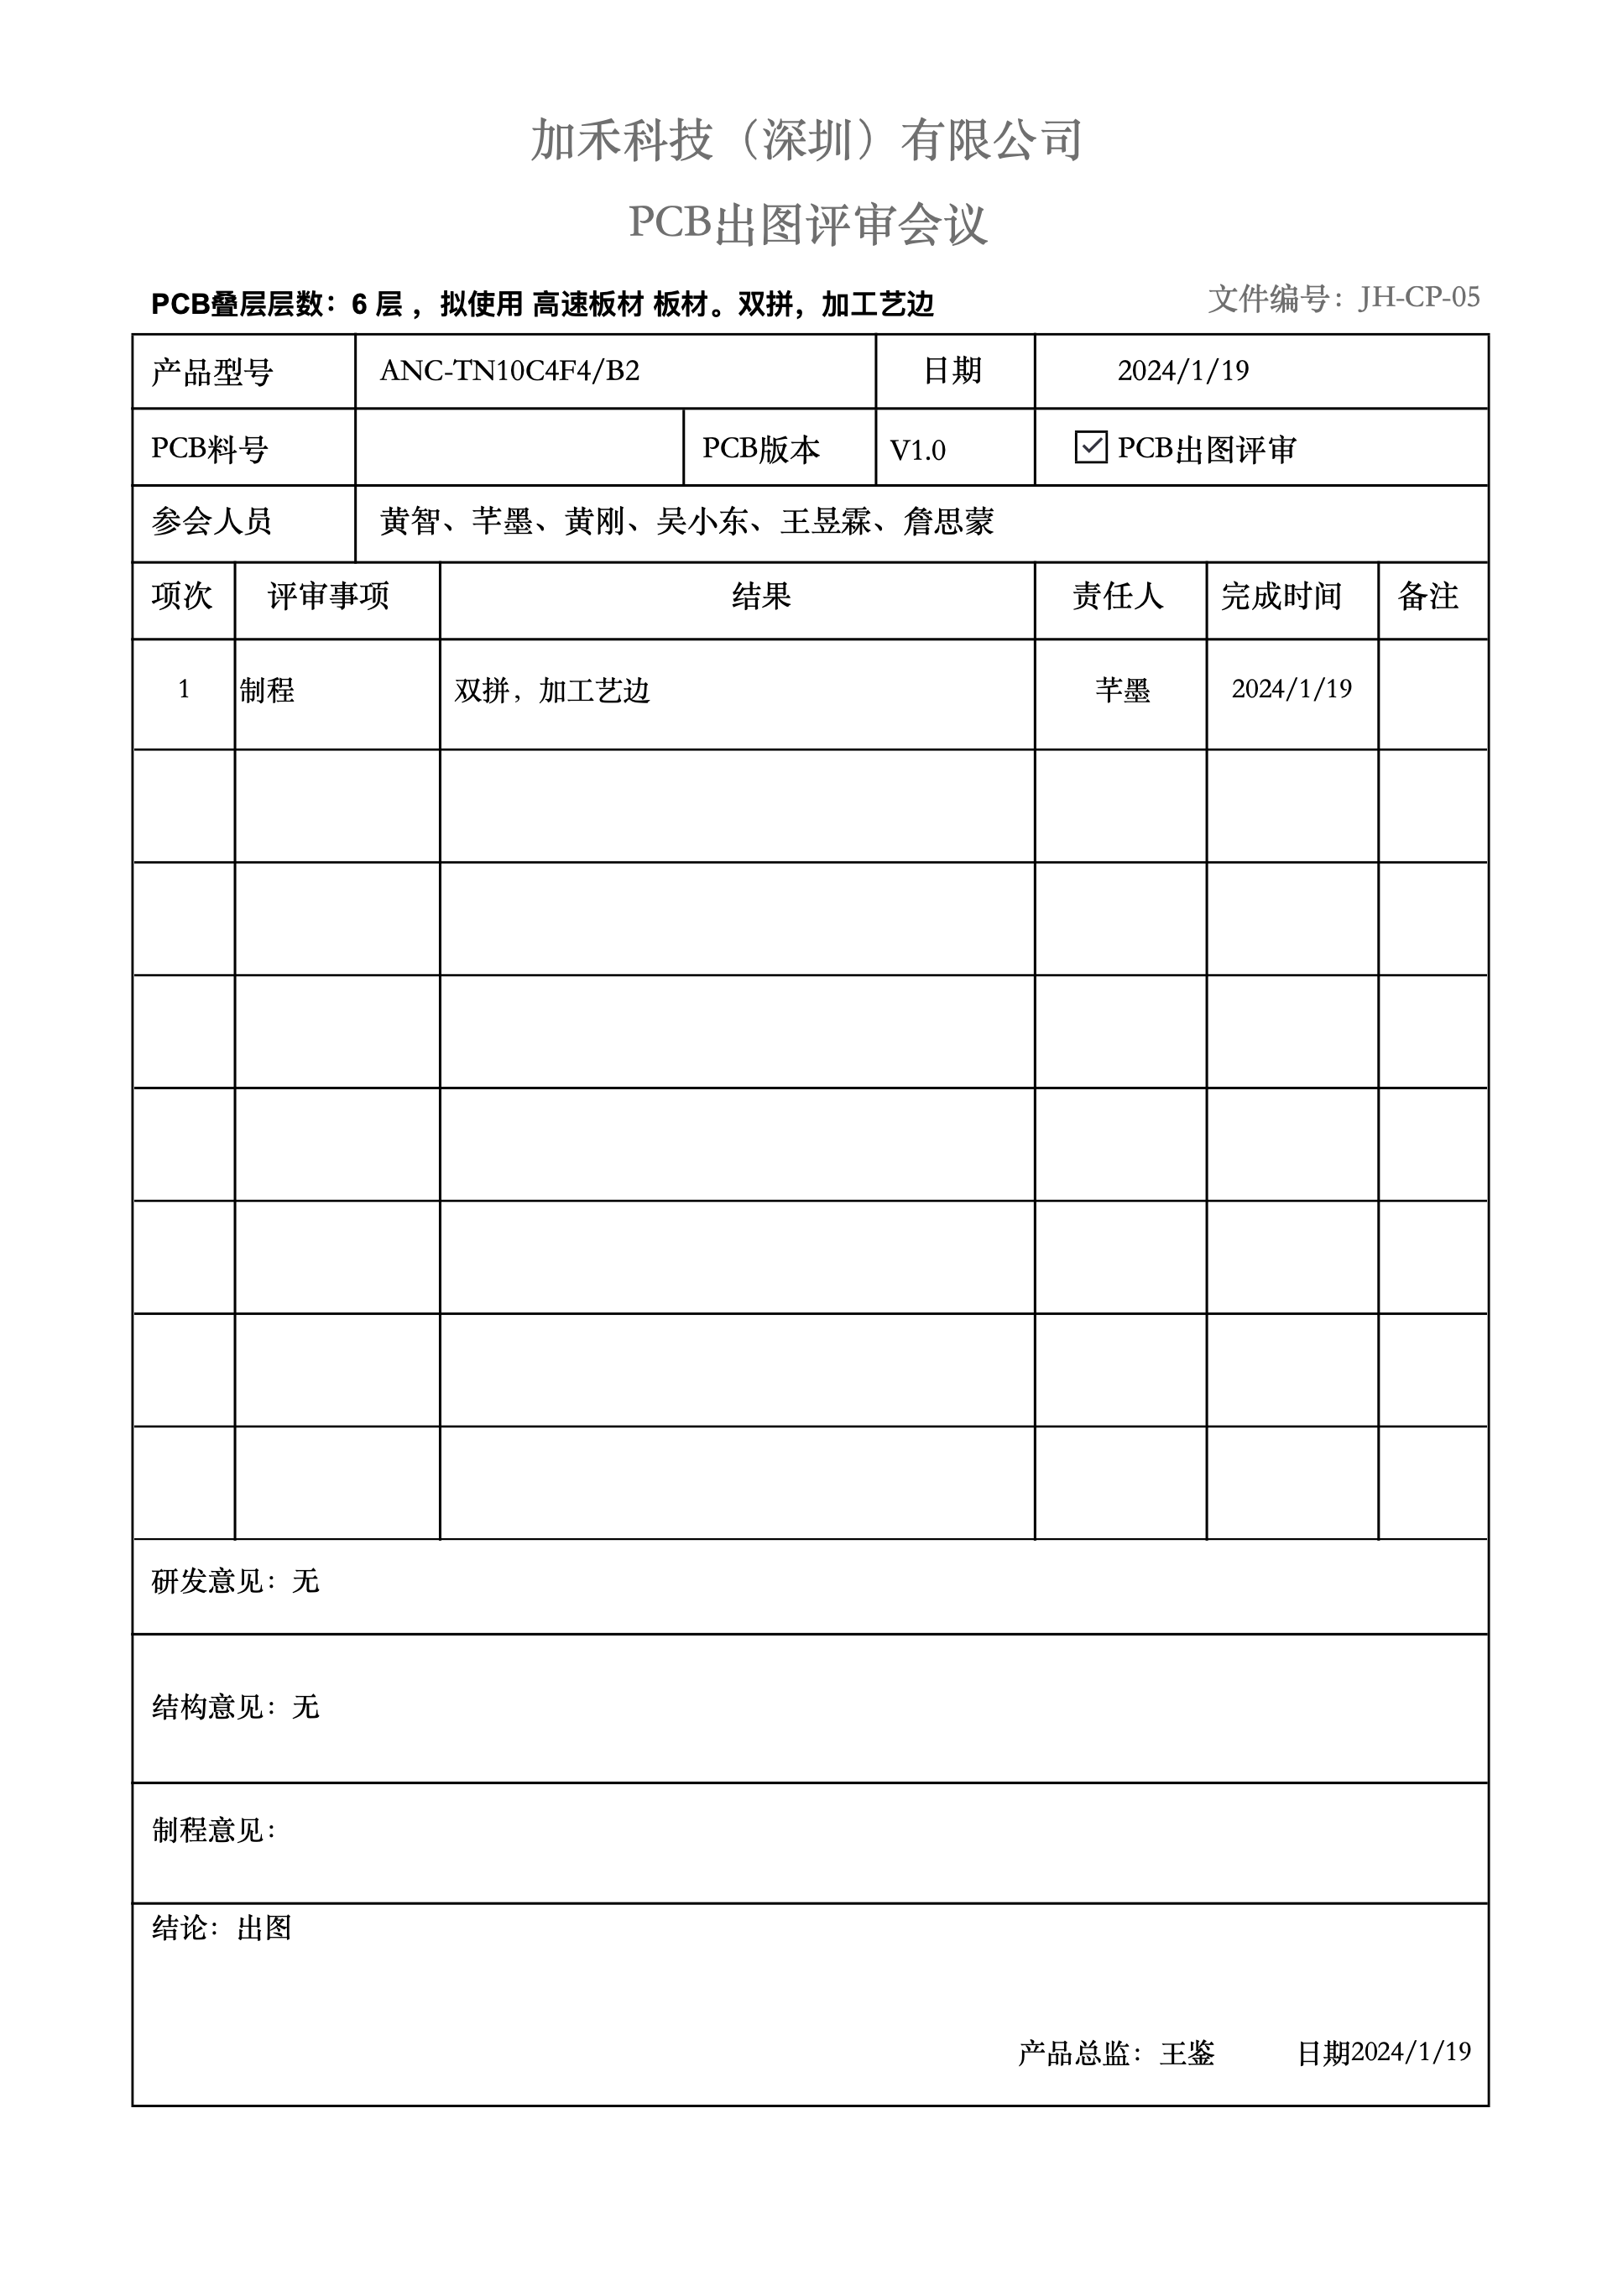 加禾科技（深圳）有限公司
PCB出图评审会议
PCB叠层层数：6 层 ，拟使用 高速板材 板材。双拼，加工艺边 文件编号：JH-CP-05
产品型号 ANC-TN10C4F4/B2 日期 2024/1/19
PCB料号 PCB版本 V1.0 ☑ PCB出图评审
参会人员 黄智、芊墨、黄刚、吴小东、王昱霖、詹思蒙
项次 评审事项 结果 责任人 完成时间 备注
1 制程 双拼，加工艺边 芊墨 2024/1/19
研发意见：无
结构意见：无
制程意见：
结论：出图
产品总监：王鉴 日期2024/1/19